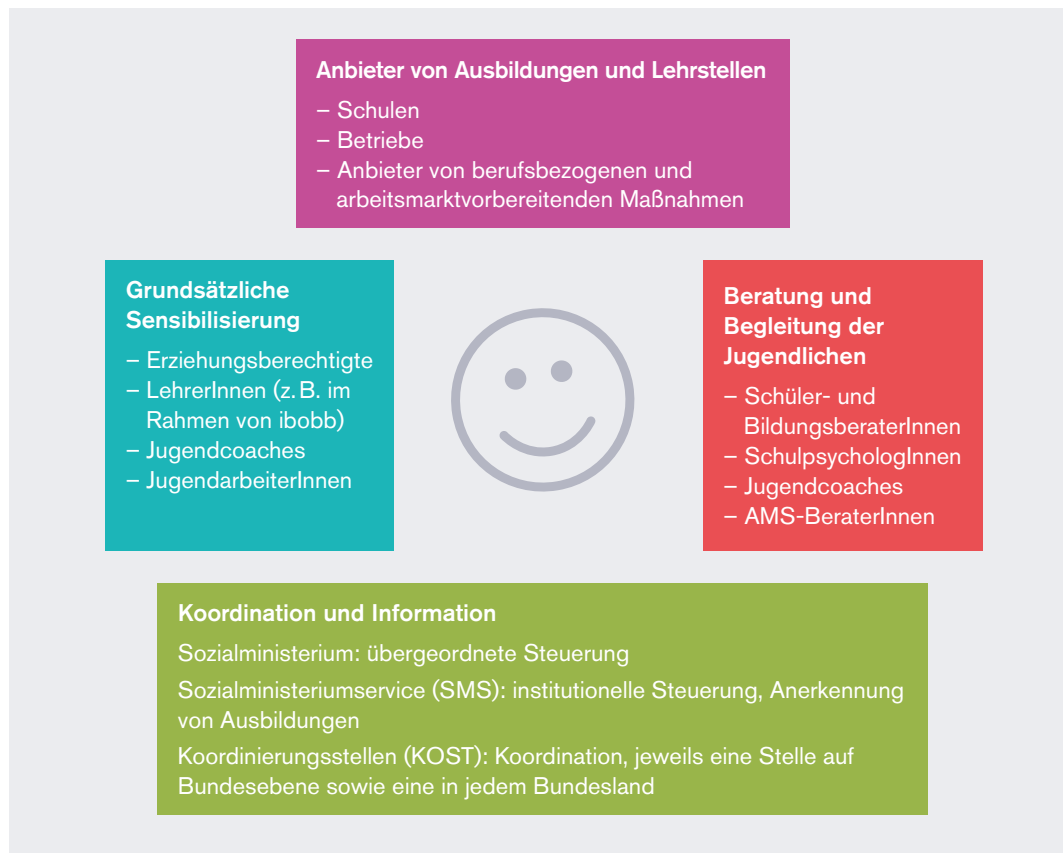 Anbieter von Ausbildungen und Lehrstellen
– Schulen
– Betriebe
– Anbieter von berufsbezogenen und
arbeitsmarktvorbereitenden Maßnahmen
Grundsätzliche
Sensibilisierung
– Erziehungsberechtigte
– LehrerInnen (z. B. im
Rahmen von ibobb)
– Jugendcoaches
– JugendarbeiterInnen
Beratung und
Begleitung der
Jugendlichen
– Schüler- und
BildungsberaterInnen
– SchulpsychologInnen
– Jugendcoaches
– AMS-BeraterInnen
Koordination und Information
Sozialministerium: übergeordnete Steuerung
Sozialministeriumservice (SMS): institutionelle Steuerung, Anerkennung
von Ausbildungen
Koordinierungsstellen (KOST): Koordination, jeweils eine Stelle auf
Bundesebene sowie eine in jedem Bundesland